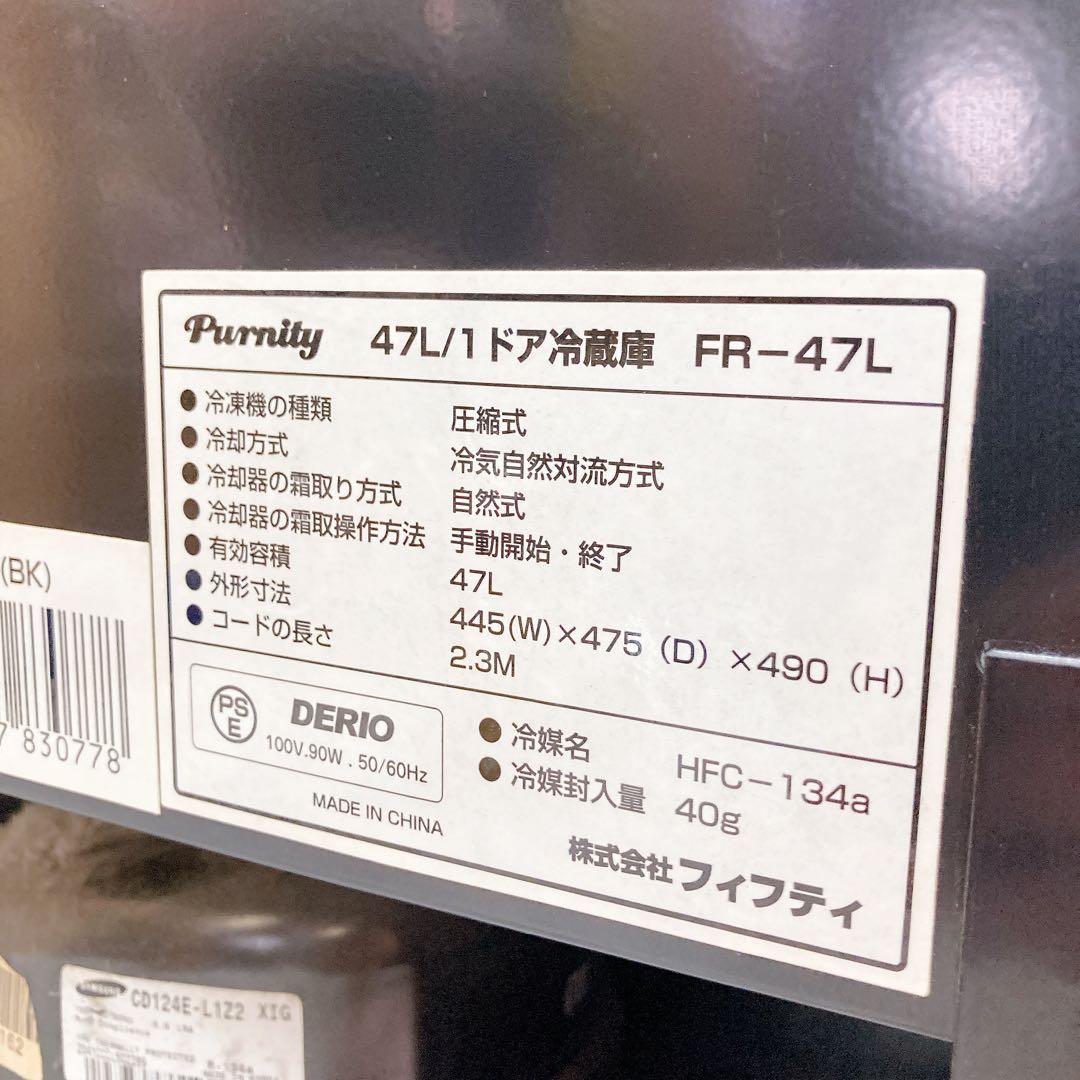 Purnity 47L/1ドア冷蔵庫 FR-47L
● 冷凍機の種類 圧縮式
● 冷却方式 冷気自然対流方式
● 冷却器の霜取り方式 自然式
● 冷却器の霜取操作方法 手動開始・終了
● 有効容積 47L
● 外形寸法 445(W)×475(D)×490(H)
● コードの長さ 2.3M
PSE DERIO
100V.90W . 50/60Hz
MADE IN CHINA
● 冷媒名 HFC-134a
● 冷媒封入量 40g
株式会社フィフティ
(BK)
7 830778
SAMSUNG CD124E-L1Z2 XIG
THERMALLY PROTECTED R-134a
162